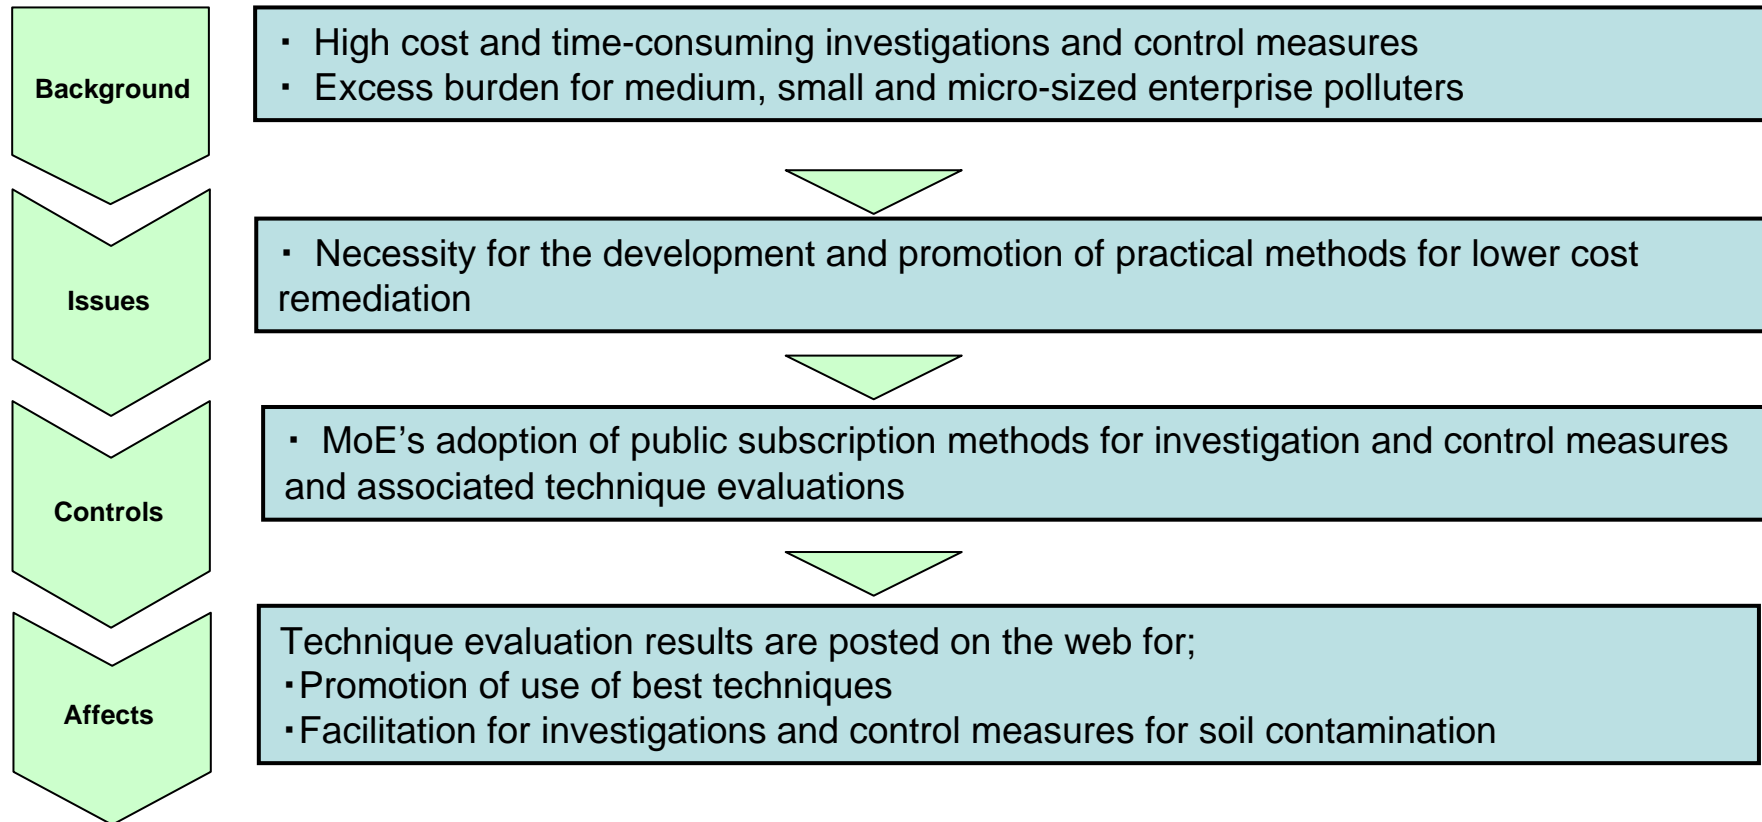 Background
・ High cost and time-consuming investigations and control measures
・ Excess burden for medium, small and micro-sized enterprise polluters
Issues
・ Necessity for the development and promotion of practical methods for lower cost
remediation
Controls
・ MoE’s adoption of public subscription methods for investigation and control measures
and associated technique evaluations
Affects
Technique evaluation results are posted on the web for;
・Promotion of use of best techniques
・Facilitation for investigations and control measures for soil contamination